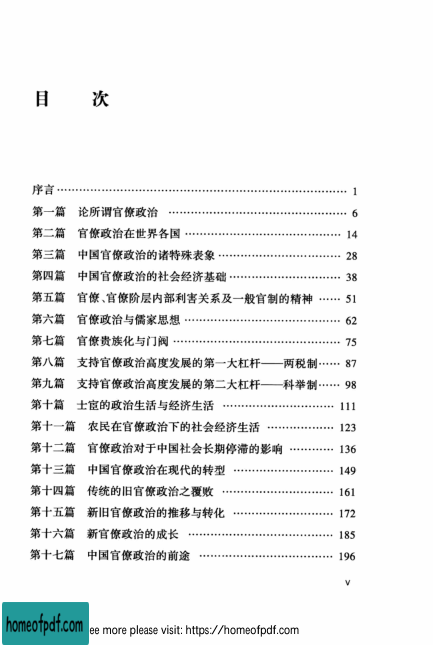 目 次
序言 …… 1
第一篇 论所谓官僚政治 …… 6
第二篇 官僚政治在世界各国 …… 14
第三篇 中国官僚政治的诸特殊表象 …… 28
第四篇 中国官僚政治的社会经济基础 …… 38
第五篇 官僚、官僚阶层内部利害关系及一般官制的精神 …… 51
第六篇 官僚政治与儒家思想 …… 62
第七篇 官僚贵族化与门阀 …… 75
第八篇 支持官僚政治高度发展的第一大杠杆——两税制 …… 87
第九篇 支持官僚政治高度发展的第二大杠杆——科举制 …… 98
第十篇 士宦的政治生活与经济生活 …… 111
第十一篇 农民在官僚政治下的社会经济生活 …… 123
第十二篇 官僚政治对于中国社会长期停滞的影响 …… 136
第十三篇 中国官僚政治在现代的转型 …… 149
第十四篇 传统的旧官僚政治之覆败 …… 161
第十五篇 新旧官僚政治的推移与转化 …… 172
第十六篇 新官僚政治的成长 …… 185
第十七篇 中国官僚政治的前途 …… 196
V
homeofpdf.com
ee more please visit: https://homeofpdf.com